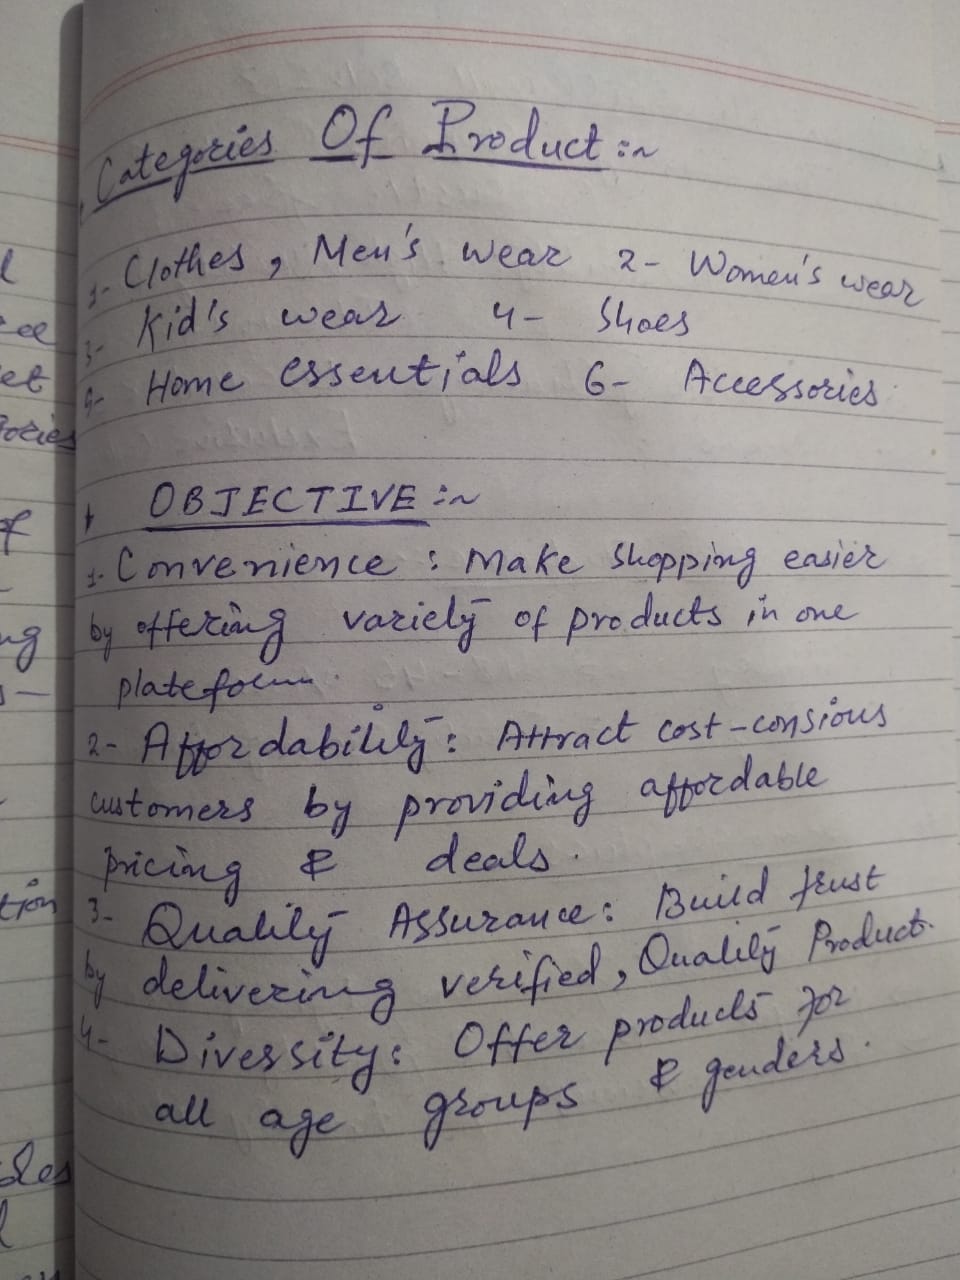 Categories Of Product :~
1- Clothes, Men's wear 2- Women's wear
3- Kid's wear 4- Shoes
5- Home essentials 6- Accessories
OBJECTIVE :~
1- Convenience : Make Shopping easier
by offering variety of products in one
plateform.
2- Affordability : Attract cost-consious
customers by providing affordable
pricing & deals.
3- Quality Assurance : Build trust
by delivering verified, Quality Product.
4- Diversity : Offer products for
all age groups & genders.